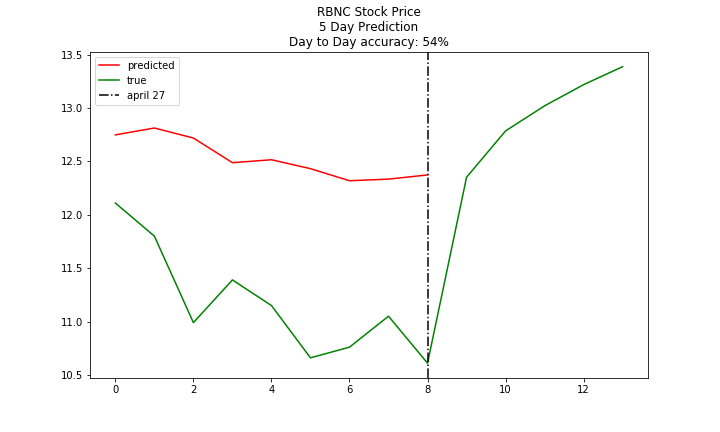 RBNC Stock Price
5 Day Prediction
Day to Day accuracy: 54%
13.5
13.0
12.5
12.0
11.5
11.0
10.5
predicted
true
april 27
0 2 4 6 8 10 12